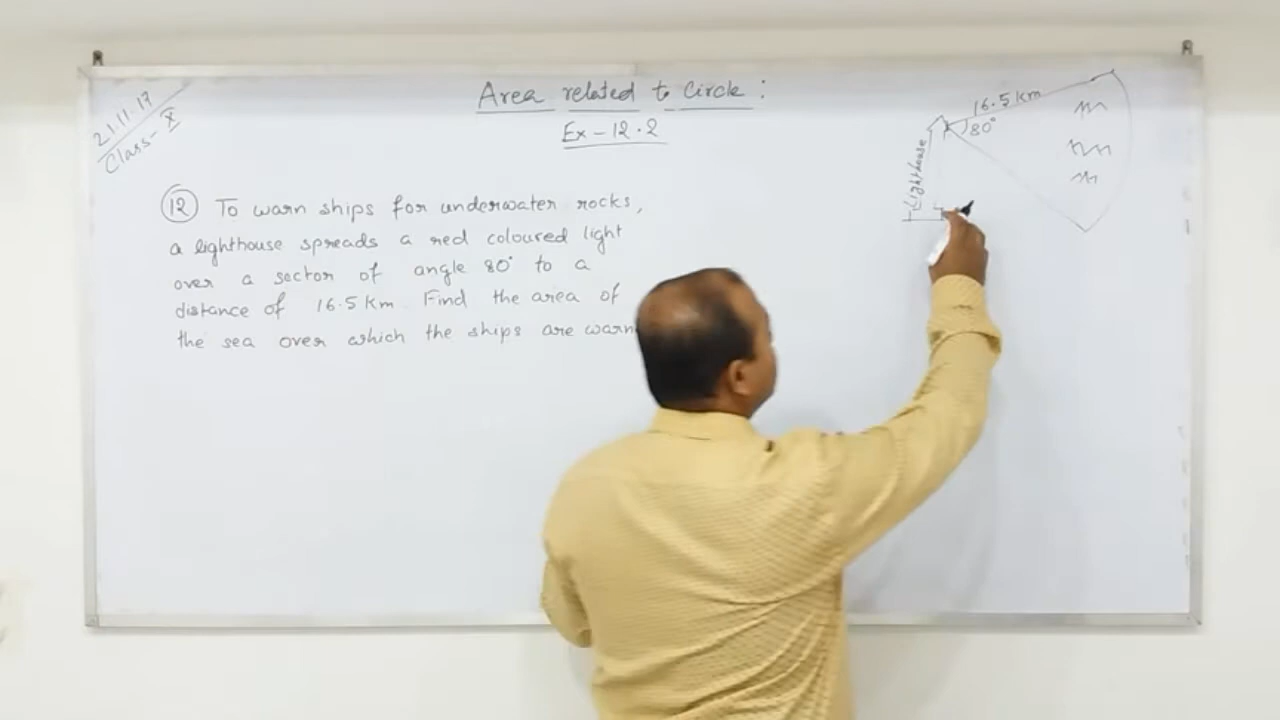 21.11.17
Class - X
Area related to Circle :
Ex - 12.2
(12) To warn ships for underwater rocks,
a lighthouse spreads a red coloured light
over a sector of angle 80° to a
distance of 16.5 km. Find the area of
the sea over which the ships are warn
16.5 km
80°
Lighthouse